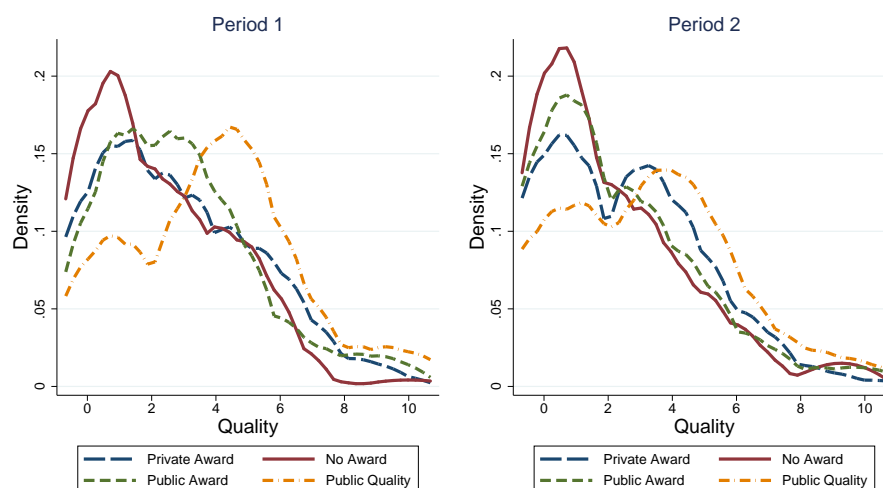 Period 1
Density
0
.05
.1
.15
.2
0 2 4 6 8 10
Quality
Private Award No Award
Public Award Public Quality
Period 2
Density
0
.05
.1
.15
.2
0 2 4 6 8 10
Quality
Private Award No Award
Public Award Public Quality